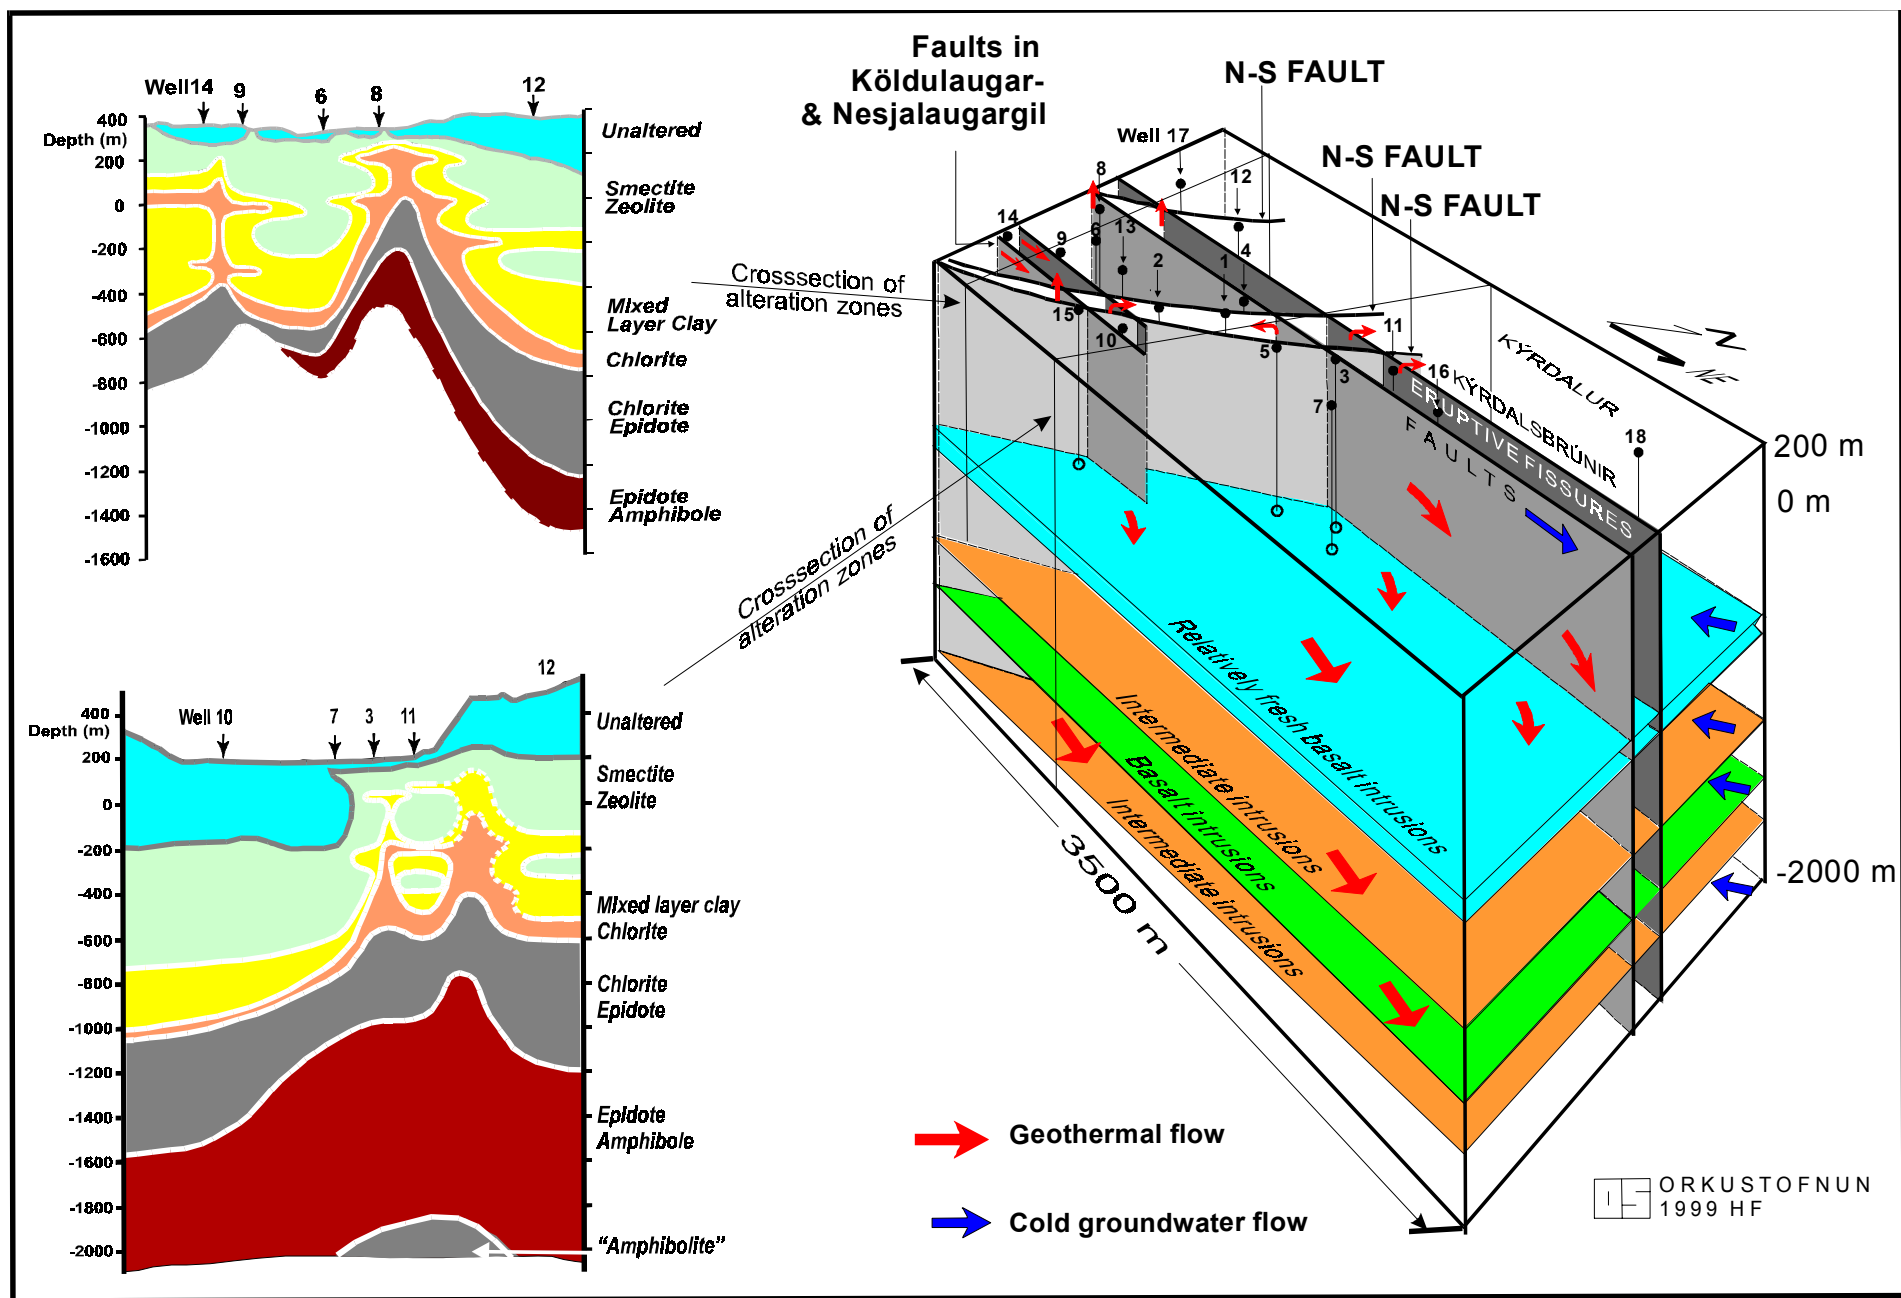 Well14 9 6 8 12
400
Depth (m)
200
0
-200
-400
-600
-800
-1000
-1200
-1400
-1600
Unaltered
Smectite
Zeolite
Mixed
Layer Clay
Chlorite
Chlorite
Epidote
Epidote
Amphibole
Crosssection of
alteration zones
12
Well 10 7 3 11
400
Depth (m)
200
0
-200
-400
-600
-800
-1000
-1200
-1400
-1600
-1800
-2000
Unaltered
Smectite
Zeolite
Mixed layer clay
Chlorite
Chlorite
Epidote
Epidote
Amphibole
“Amphibolite”
Crosssection of
alteration zones
Faults in
Köldulaugar-
& Nesjalaugargil
N-S FAULT
N-S FAULT
N-S FAULT
Well 17
8
12
14
9
6
13
2
1
4
15
10
5
3
7
11
16
18
N
NE
KÝRDALUR
KÝRDALSBRÚNIR
ERUPTIVE FISSURES
FAULTS
200 m
0 m
-2000 m
Relatively fresh basalt intrusions
Intermediate intrusions
Basalt intrusions
Intermediate intrusions
3500 m
Geothermal flow
Cold groundwater flow
OS
ORKUSTOFNUN
1999 HF